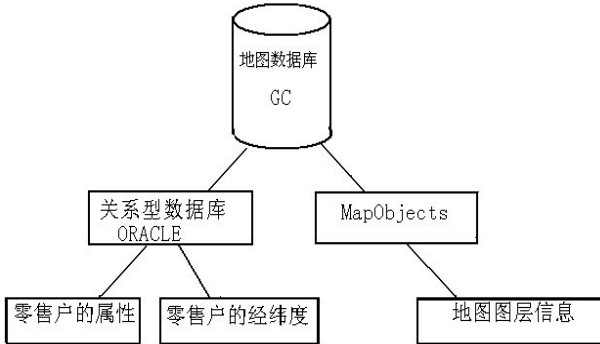 地图数据库
GC
关系型数据库
ORACLE
MapObjects
零售户的属性
零售户的经纬度
地图图层信息